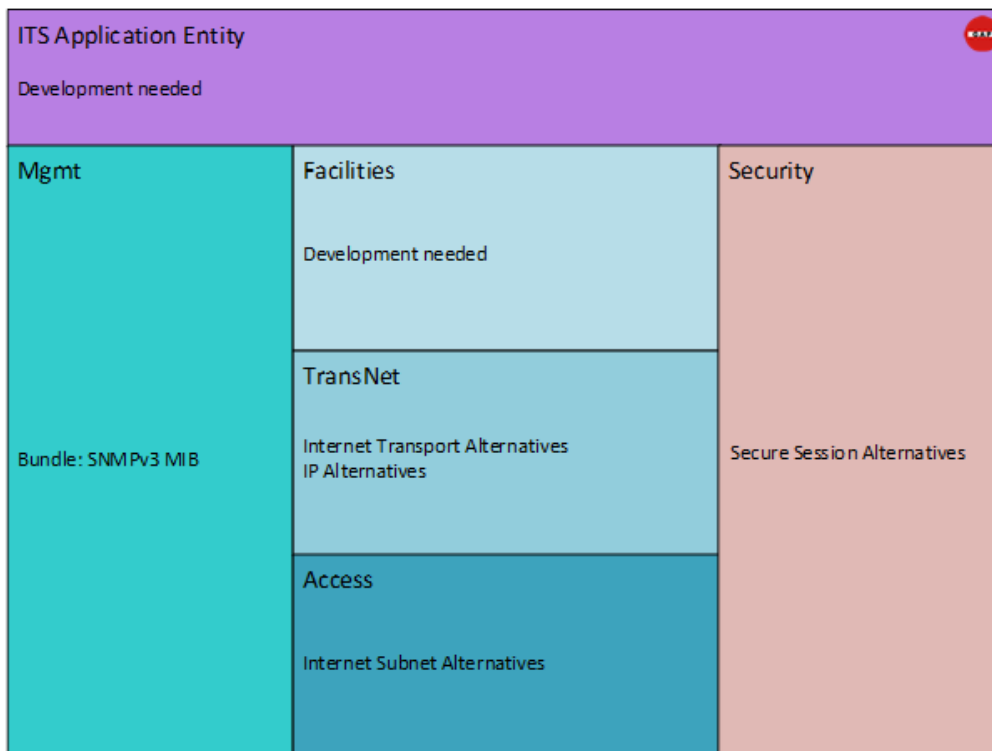 ITS Application Entity
GAP
Development needed
Mgmt
Bundle: SNMPv3 MIB
Facilities
Development needed
TransNet
Internet Transport Alternatives
IP Alternatives
Access
Internet Subnet Alternatives
Security
Secure Session Alternatives